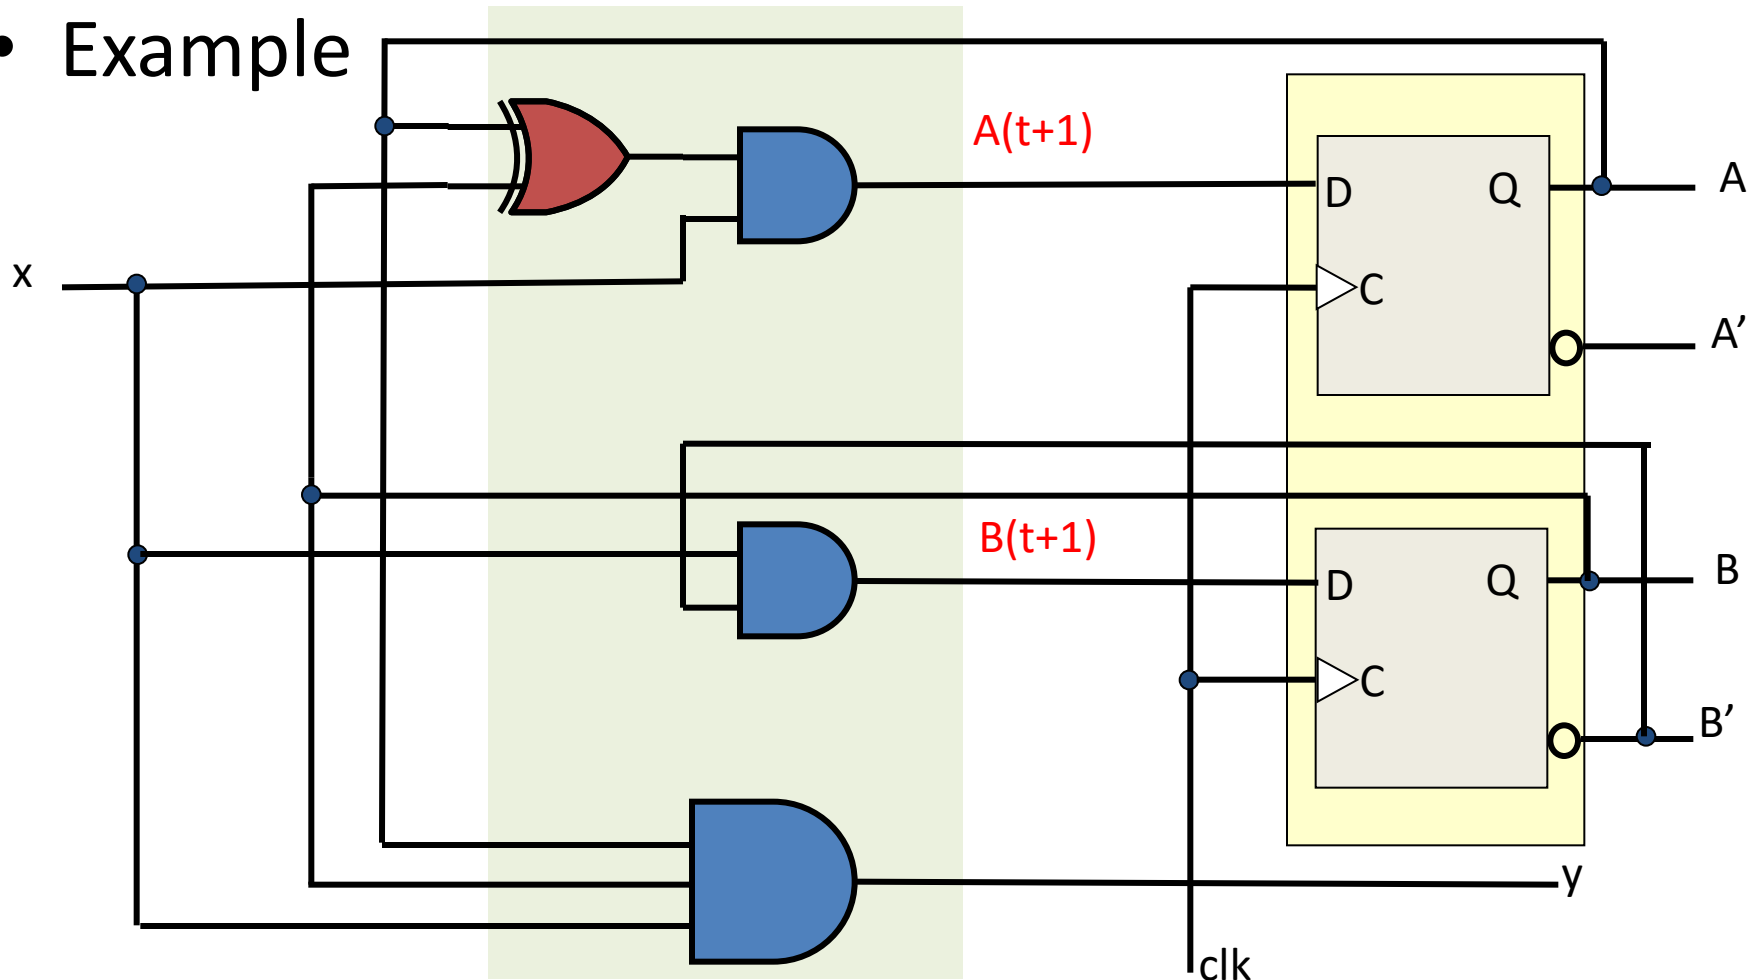 • Example
A(t+1)
D
Q
A
x
C
A’
B(t+1)
D
Q
B
C
B’
y
clk